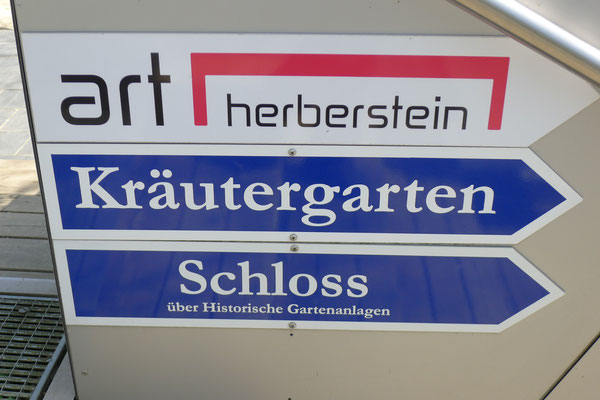 art herberstein
Kräutergarten
Schloss
über Historische Gartenanlagen